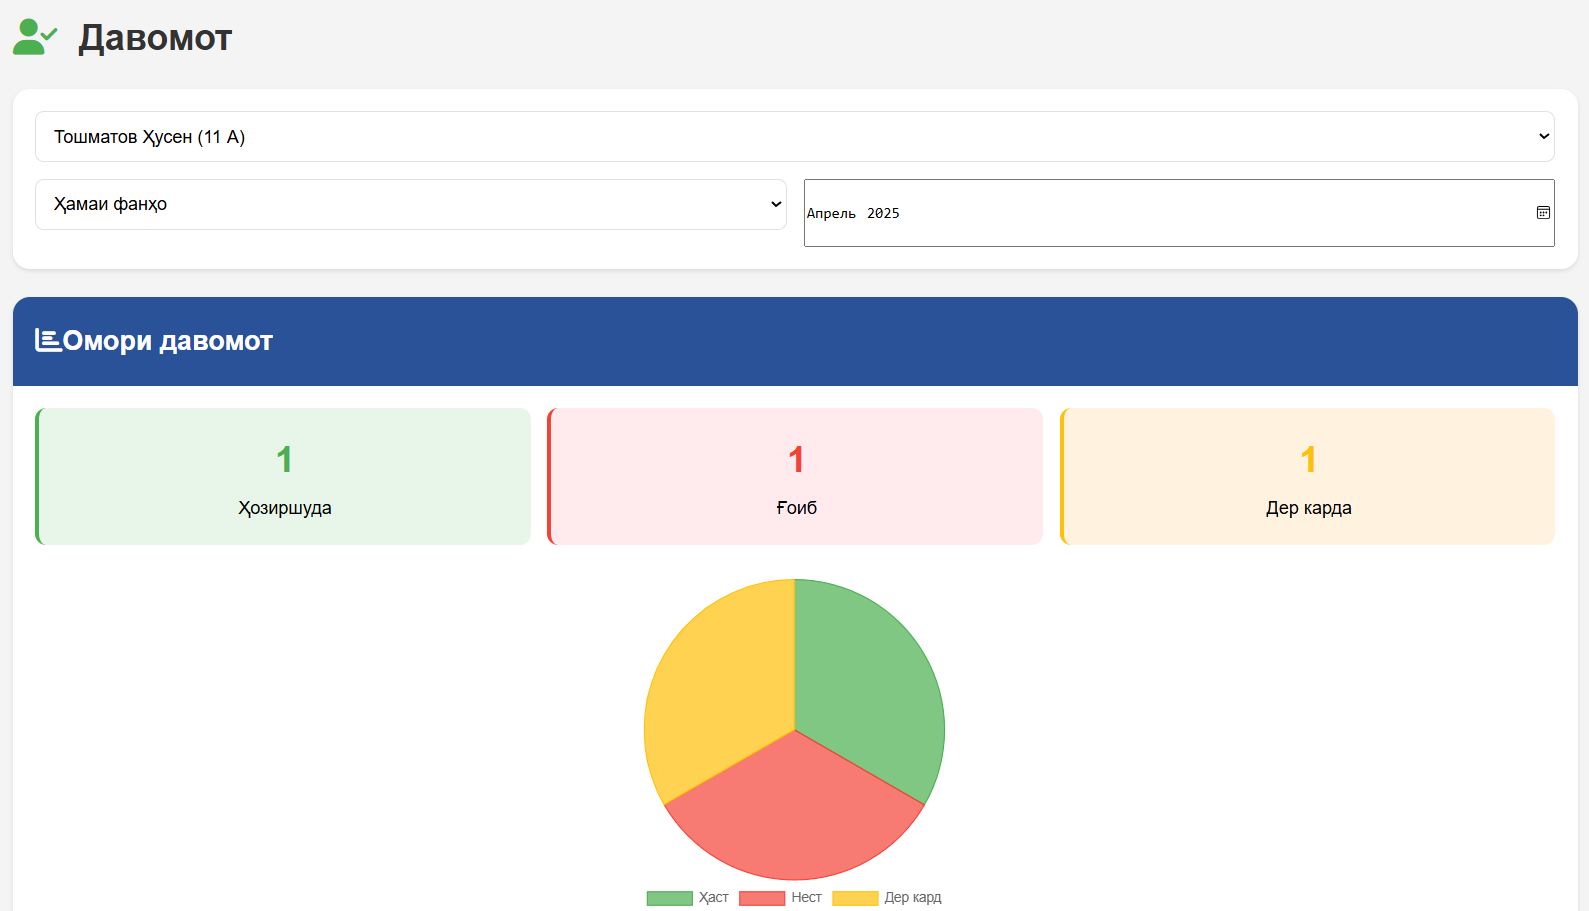 Давомот
Тошматов Ҳусен (11 А)
Ҳамаи фанҳо
Апрель 2025
Омори давомот
1
Ҳозиршуда
1
Ғоиб
1
Дер карда
Ҳаст
Нест
Дер кард